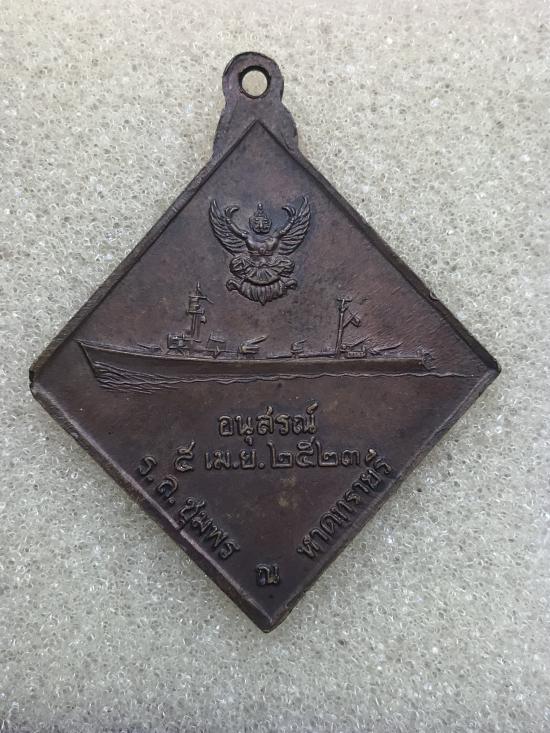 อนุสรณ์
๕ เม.ย. ๒๕๒๓
ร.ล.ชุมพร ณ หาดทรายรี